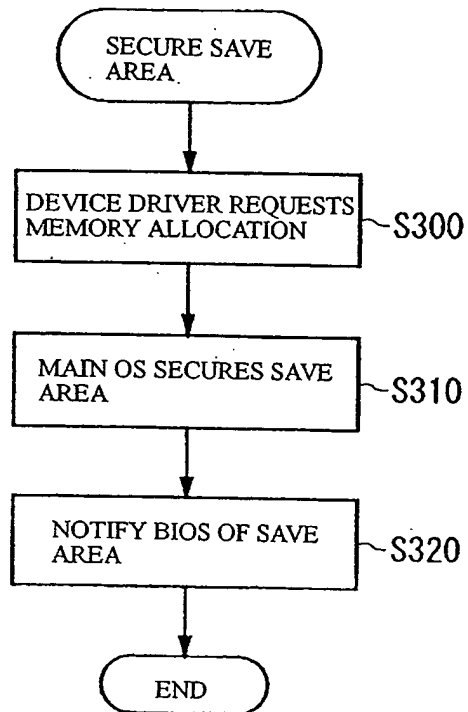 SECURE SAVE
AREA
DEVICE DRIVER REQUESTS
MEMORY ALLOCATION
S300
MAIN OS SECURES SAVE
AREA
S310
NOTIFY BIOS OF SAVE
AREA
S320
END